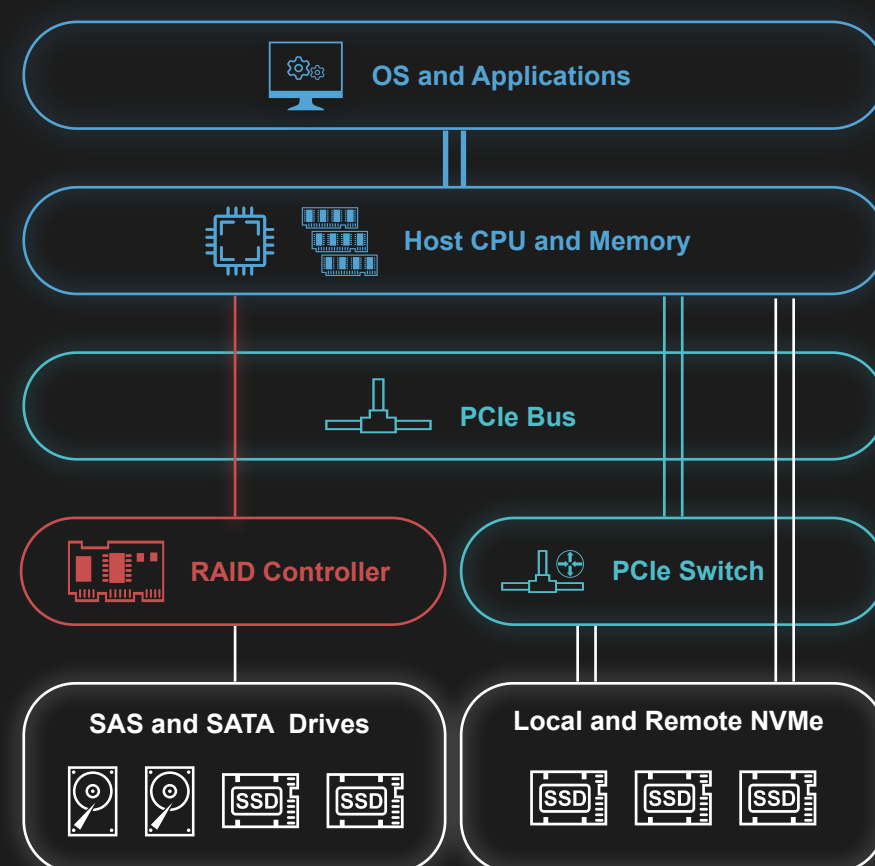 OS and Applications
Host CPU and Memory
PCIe Bus
RAID Controller
PCIe Switch
SAS and SATA Drives
Local and Remote NVMe
SSD SSD
SSD SSD SSD